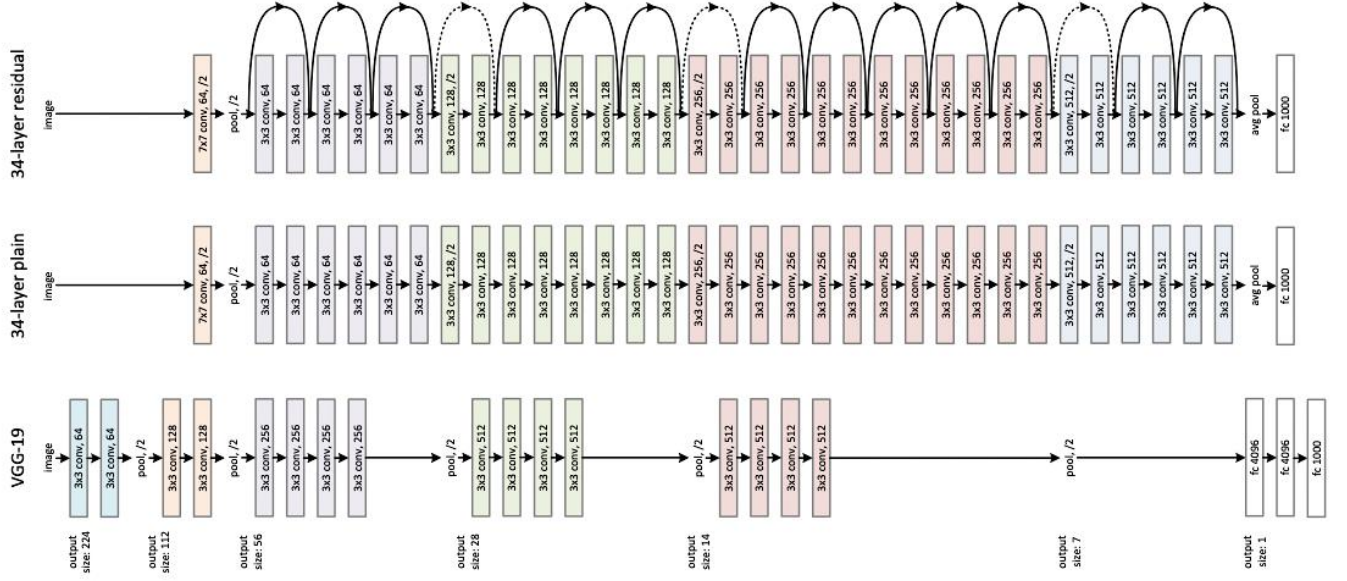 34-layer residual
image
7x7 conv, 64, /2
pool, /2
3x3 conv, 64
3x3 conv, 64
3x3 conv, 64
3x3 conv, 64
3x3 conv, 64
3x3 conv, 64
3x3 conv, 128, /2
3x3 conv, 128
3x3 conv, 128
3x3 conv, 128
3x3 conv, 128
3x3 conv, 128
3x3 conv, 128
3x3 conv, 128
3x3 conv, 256, /2
3x3 conv, 256
3x3 conv, 256
3x3 conv, 256
3x3 conv, 256
3x3 conv, 256
3x3 conv, 256
3x3 conv, 256
3x3 conv, 256
3x3 conv, 256
3x3 conv, 256
3x3 conv, 256
3x3 conv, 512, /2
3x3 conv, 512
3x3 conv, 512
3x3 conv, 512
3x3 conv, 512
3x3 conv, 512
avg pool
fc 1000
34-layer plain
image
7x7 conv, 64, /2
pool, /2
3x3 conv, 64
3x3 conv, 64
3x3 conv, 64
3x3 conv, 64
3x3 conv, 64
3x3 conv, 64
3x3 conv, 128, /2
3x3 conv, 128
3x3 conv, 128
3x3 conv, 128
3x3 conv, 128
3x3 conv, 128
3x3 conv, 128
3x3 conv, 128
3x3 conv, 256, /2
3x3 conv, 256
3x3 conv, 256
3x3 conv, 256
3x3 conv, 256
3x3 conv, 256
3x3 conv, 256
3x3 conv, 256
3x3 conv, 256
3x3 conv, 256
3x3 conv, 256
3x3 conv, 256
3x3 conv, 512, /2
3x3 conv, 512
3x3 conv, 512
3x3 conv, 512
3x3 conv, 512
3x3 conv, 512
avg pool
fc 1000
VGG-19
image
3x3 conv, 64
3x3 conv, 64
pool, /2
3x3 conv, 128
3x3 conv, 128
pool, /2
3x3 conv, 256
3x3 conv, 256
3x3 conv, 256
3x3 conv, 256
pool, /2
3x3 conv, 512
3x3 conv, 512
3x3 conv, 512
3x3 conv, 512
pool, /2
3x3 conv, 512
3x3 conv, 512
3x3 conv, 512
3x3 conv, 512
pool, /2
fc 4096
fc 4096
fc 1000
output
size: 224
output
size: 112
output
size: 56
output
size: 28
output
size: 14
output
size: 7
output
size: 1